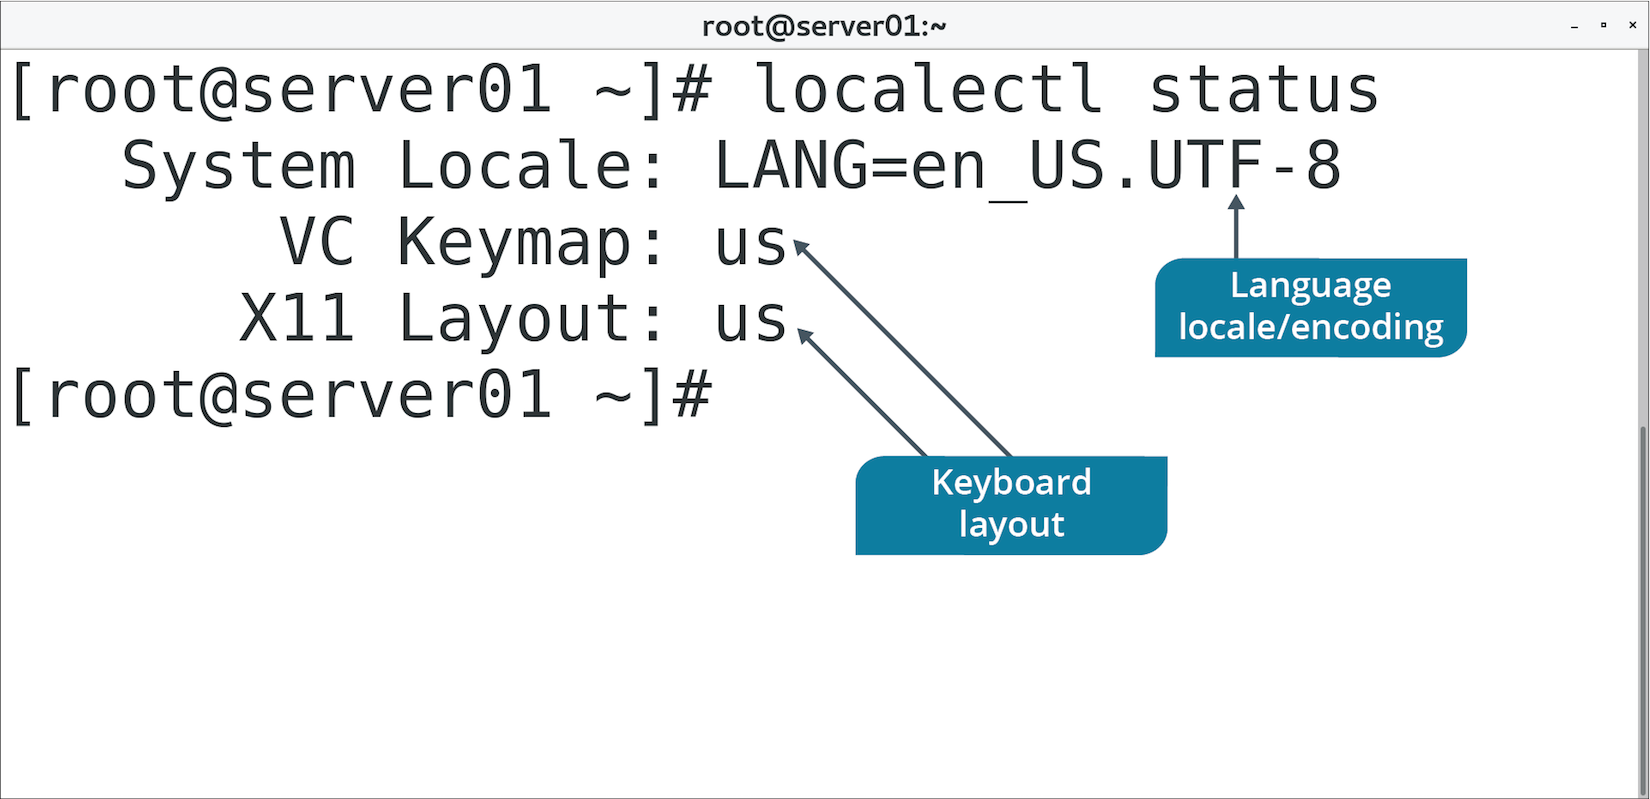 root@server01:~
[root@server01 ~]# localectl status
System Locale: LANG=en_US.UTF-8
VC Keymap: us
X11 Layout: us
[root@server01 ~]#
Language
locale/encoding
Keyboard
layout